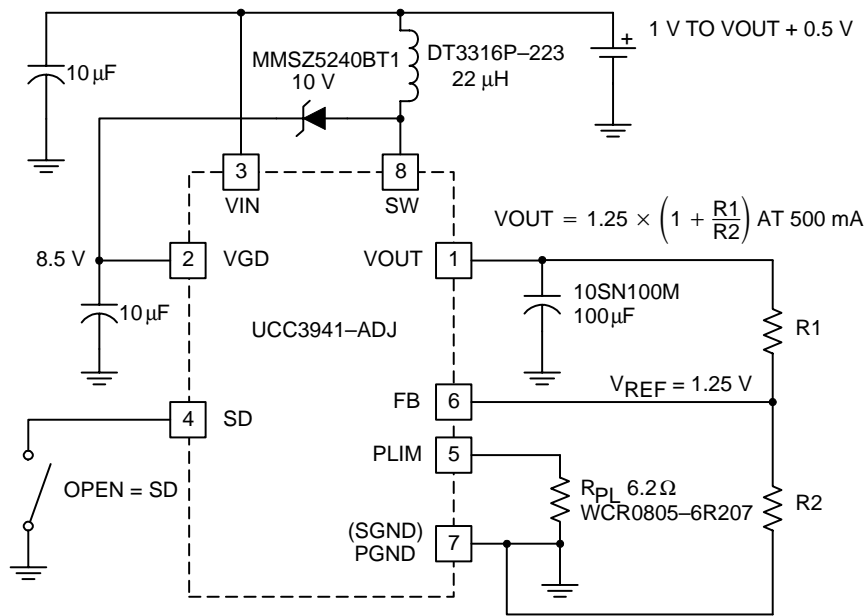 1 V TO VOUT + 0.5 V
+
10 µF
MMSZ5240BT1
10 V
DT3316P–223
22 µH
3
VIN
8
SW
VOUT = 1.25 × (1 + R1/R2) AT 500 mA
8.5 V
2
VGD
VOUT
1
10 µF
10SN100M
100µF
UCC3941–ADJ
R1
VREF = 1.25 V
4
SD
FB
6
PLIM
5
OPEN = SD
RPL 6.2 Ω
WCR0805–6R207
R2
(SGND)
PGND
7